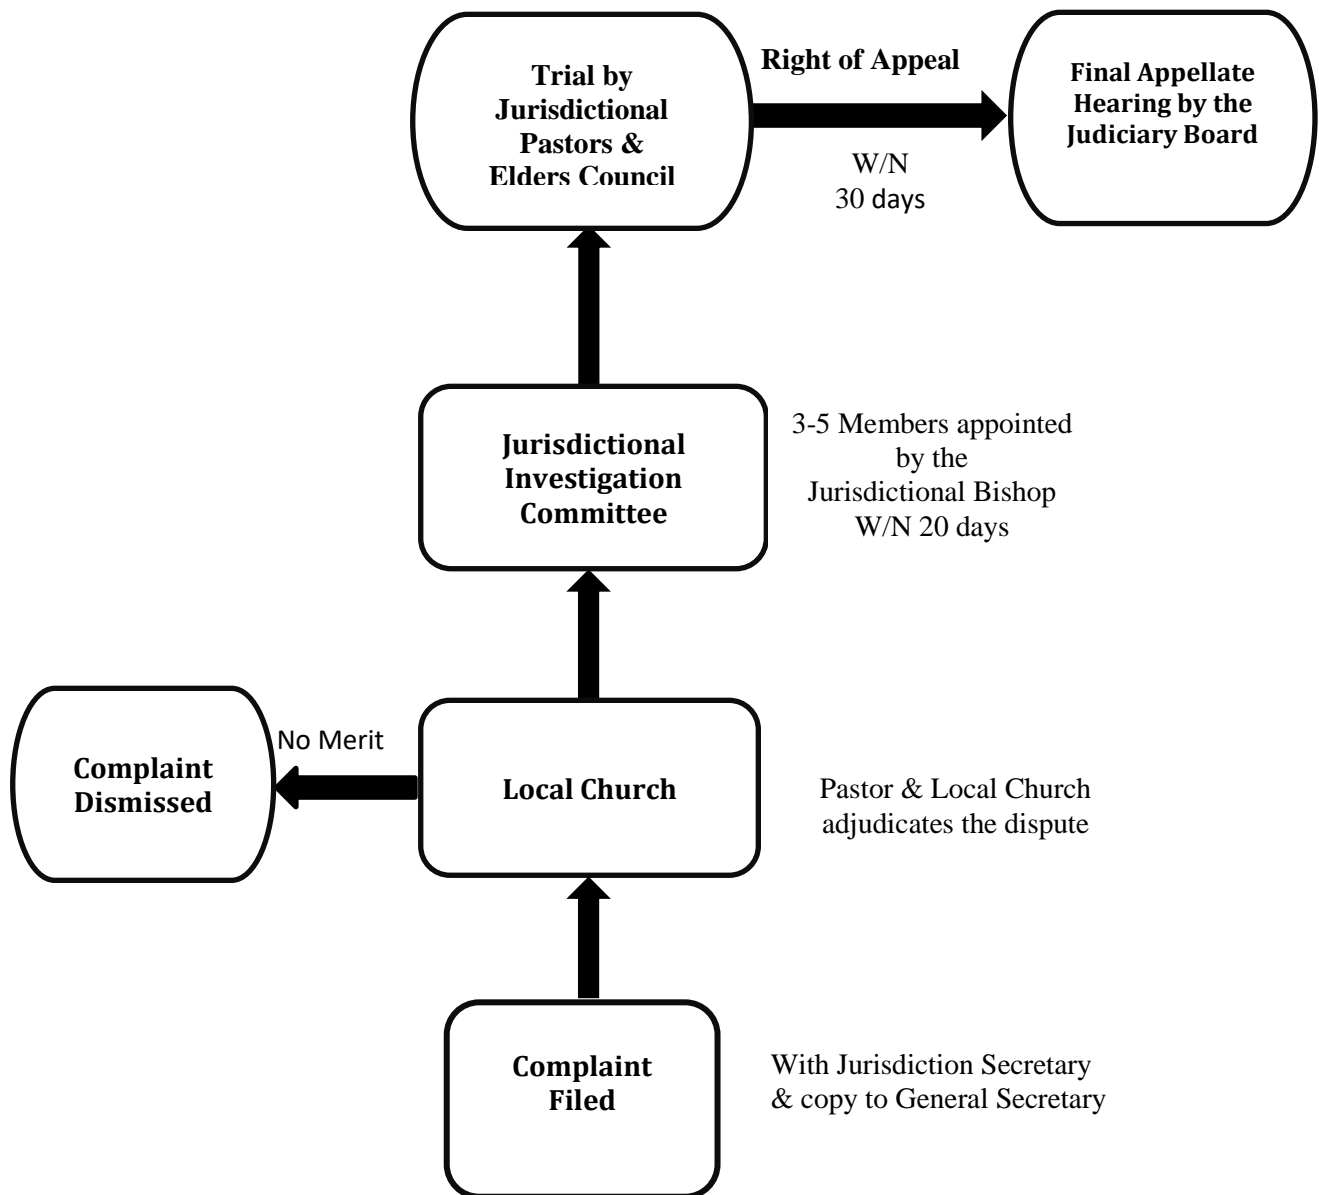 Trial by
Jurisdictional
Pastors &
Elders Council
Right of Appeal
W/N
30 days
Final Appellate
Hearing by the
Judiciary Board
Jurisdictional
Investigation
Committee
3-5 Members appointed
by the
Jurisdictional Bishop
W/N 20 days
Complaint
Dismissed
No Merit
Local Church
Pastor & Local Church
adjudicates the dispute
Complaint
Filed
With Jurisdiction Secretary
& copy to General Secretary